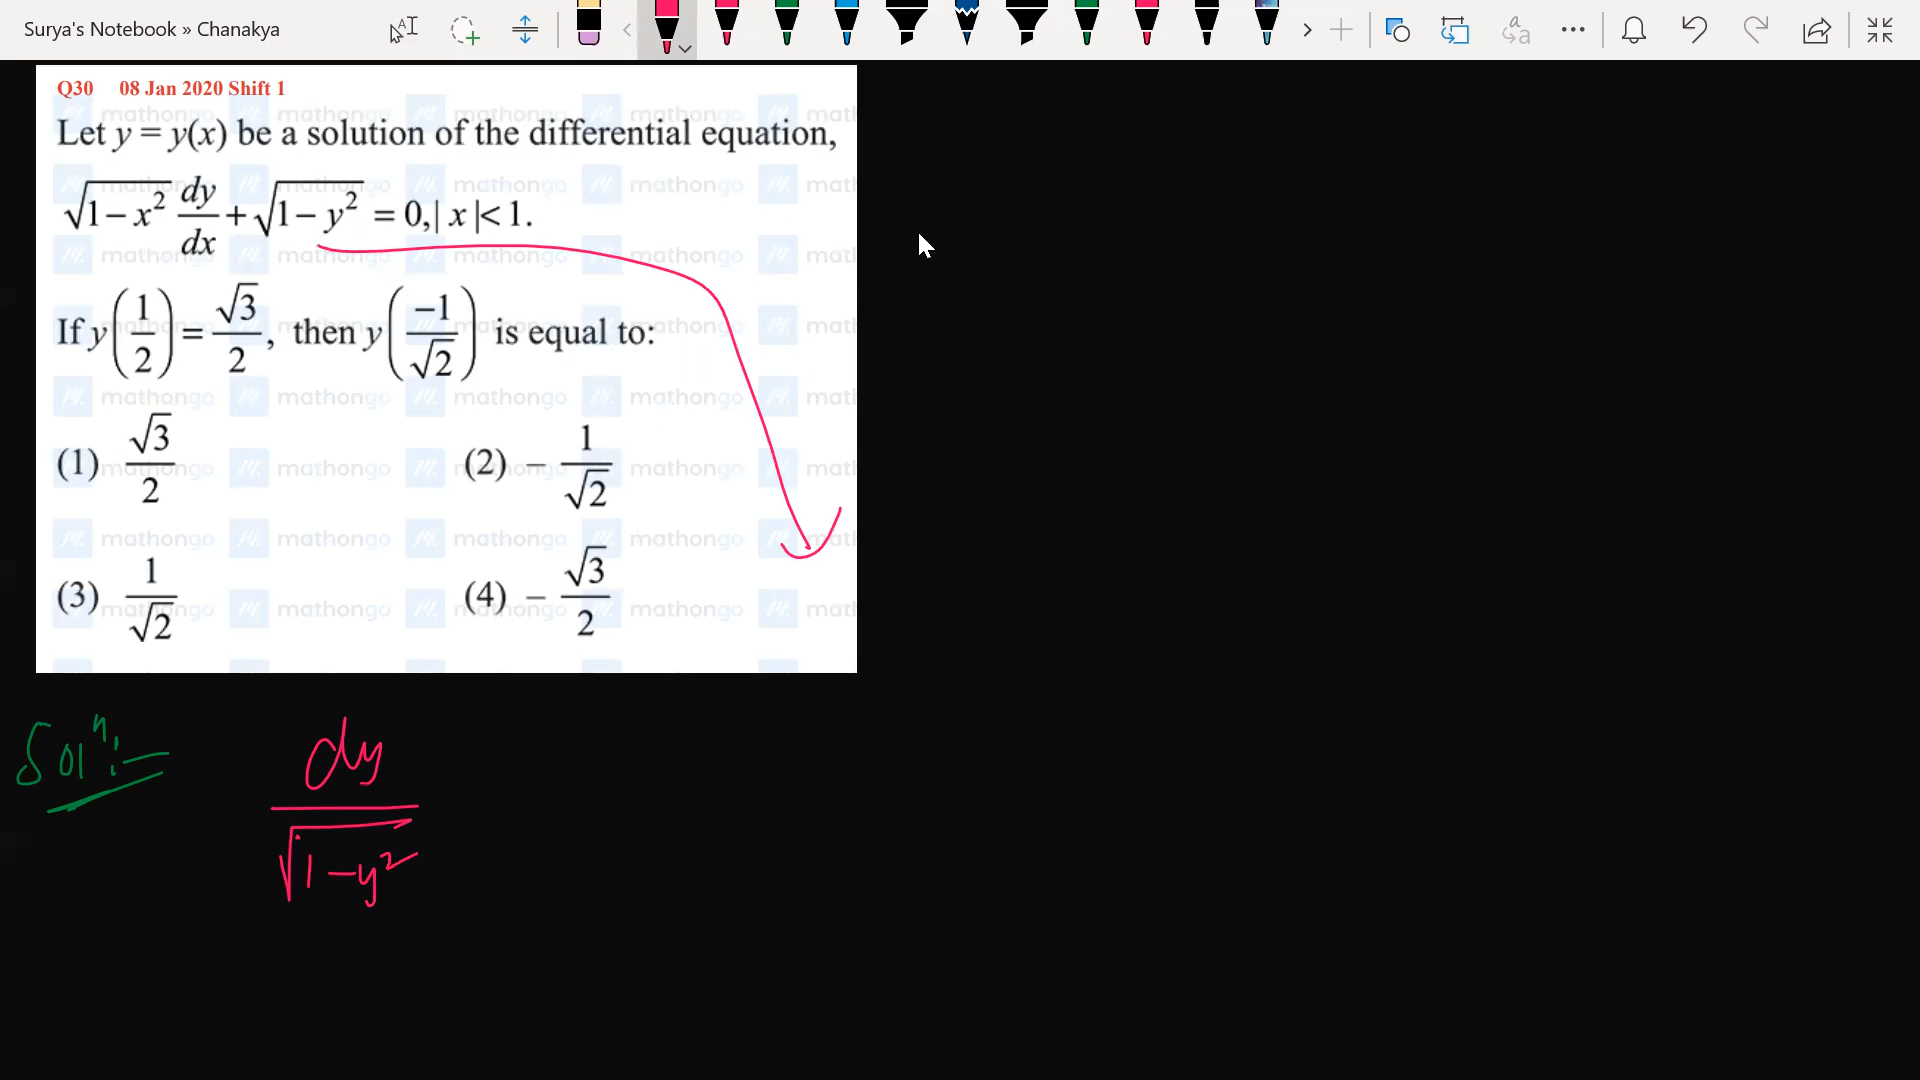 Surya's Notebook » Chanakya
Q30 08 Jan 2020 Shift 1
Let y = y(x) be a solution of the differential equation,
√(1−x²) dy/dx + √(1−y²) = 0, | x |< 1.
If y(1/2) = √3/2, then y(−1/√2) is equal to:
(1) √3/2 (2) − 1/√2
(3) 1/√2 (4) − √3/2
Solⁿ:—
dy/√(1−y²)
mathongo